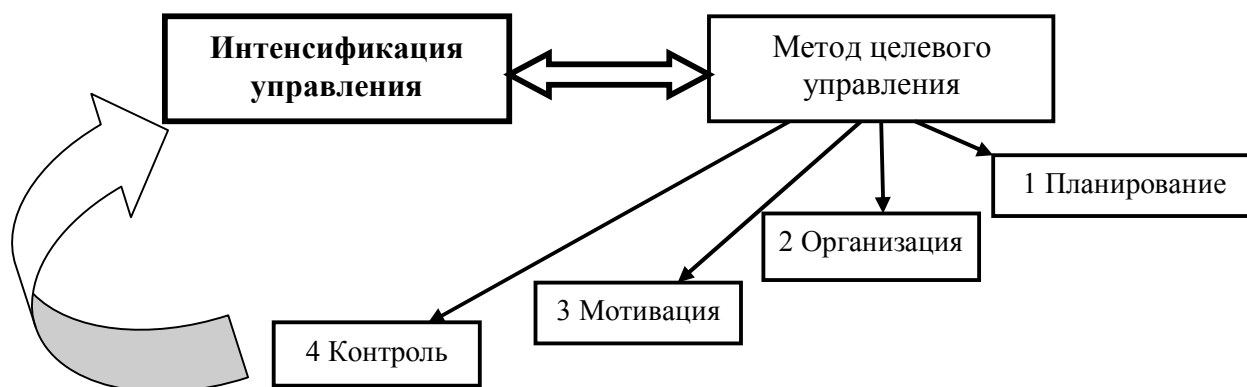 Интенсификация
управления
Метод целевого
управления
1 Планирование
2 Организация
3 Мотивация
4 Контроль